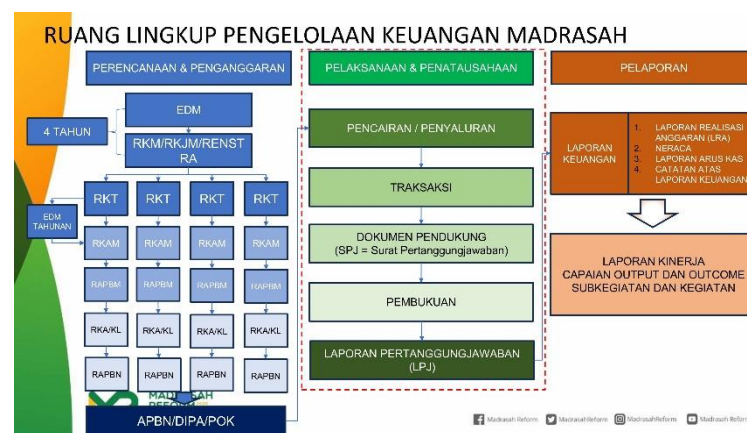 RUANG LINGKUP PENGELOLAAN KEUANGAN MADRASAH
PERENCANAAN & PENGANGGARAN
4 TAHUN
EDM
RKM/RKJM/RENST
RA
RKT RKT RKT RKT
EDM
TAHUNAN
RKAM RKAM RKAM RKAM
RAPBM RAPBM RAPBM RAPBM
RKA/KL RKA/KL RKA/KL RKA/KL
RAPBN RAPBN RAPBN RAPBN
MADRASAH
REFORM
APBN/DIPA/POK
PELAKSANAAN & PENATAUSAHAAN
PENCAIRAN / PENYALURAN
TRAKSAKSI
DOKUMEN PENDUKUNG
(SPJ = Surat Pertanggungjawaban)
PEMBUKUAN
LAPORAN PERTANGGUNGJAWABAN
(LPJ)
PELAPORAN
LAPORAN
KEUANGAN
1. LAPORAN REALISASI
ANGGARAN (LRA)
2. NERACA
3. LAPORAN ARUS KAS
4. CATATAN ATAS
LAPORAN KEUANGAN
LAPORAN KINERJA
CAPAIAN OUTPUT DAN OUTCOME
SUBKEGIATAN DAN KEGIATAN
Madrasah Reform MadrasahReform MadrasahReform Madrasah Reform